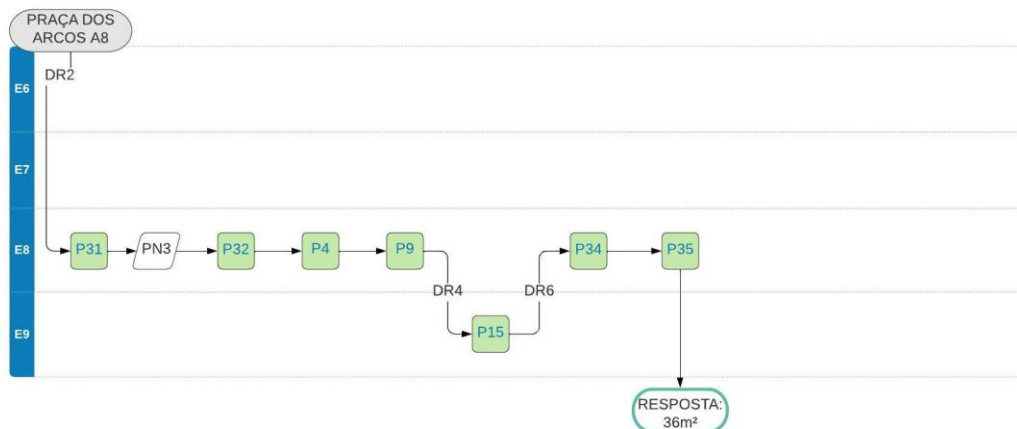 PRAÇA DOS
ARCOS A8
DR2
E6
E7
E8
P31
PN3
P32
P4
P9
P34
P35
DR4
DR6
E9
P15
RESPOSTA:
36m²